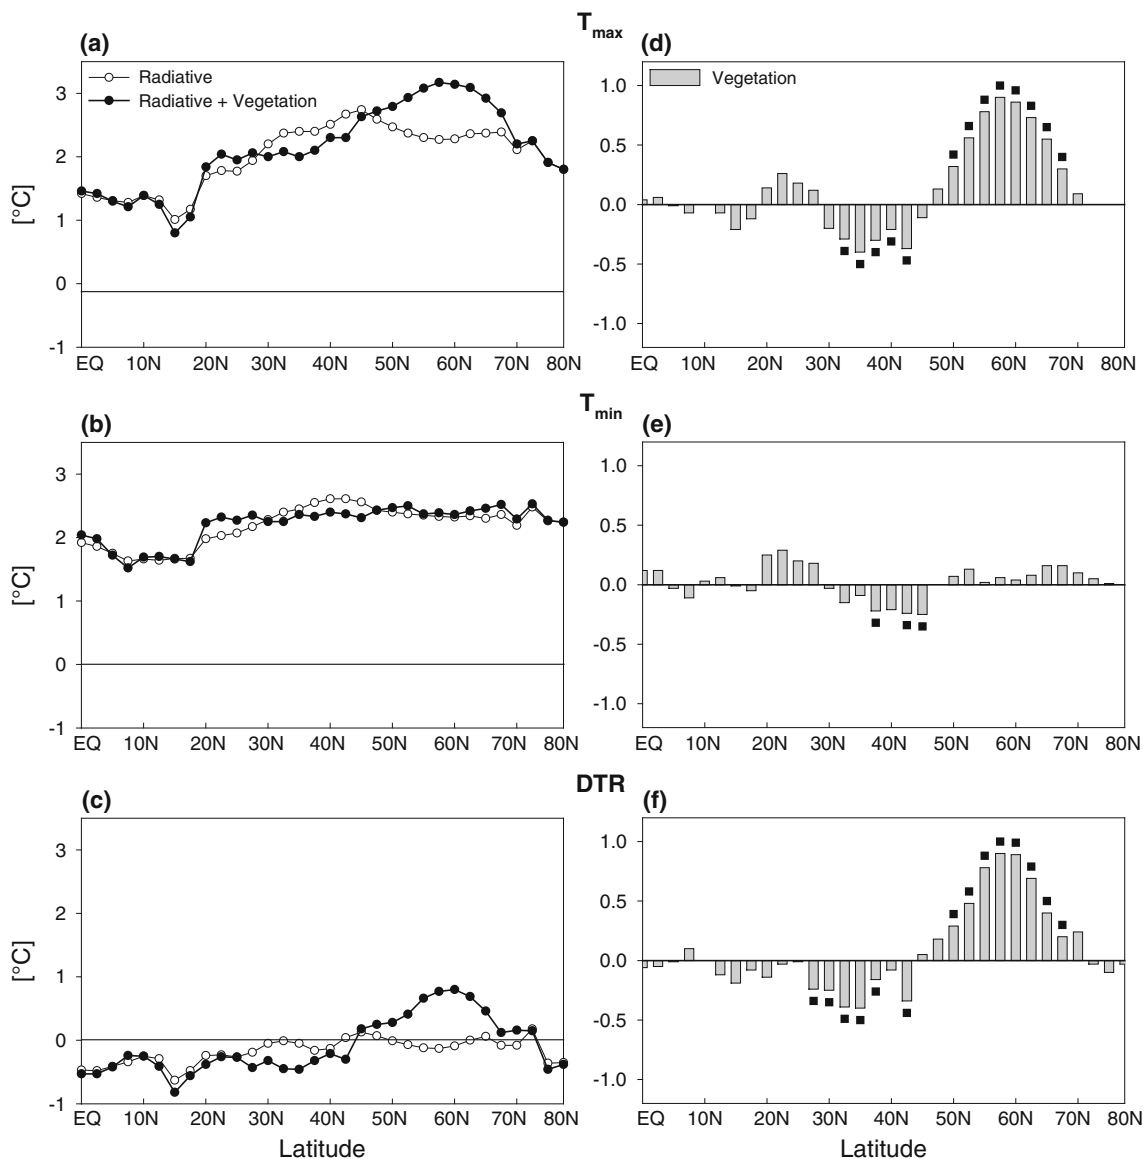 T max
(a) (d)
Radiative
Radiative + Vegetation
Vegetation
[°C]
3
2
1
0
-1
1.0
0.5
0.0
-0.5
-1.0
EQ 10N 20N 30N 40N 50N 60N 70N 80N
EQ 10N 20N 30N 40N 50N 60N 70N 80N
T min
(b) (e)
[°C]
3
2
1
0
-1
1.0
0.5
0.0
-0.5
-1.0
EQ 10N 20N 30N 40N 50N 60N 70N 80N
EQ 10N 20N 30N 40N 50N 60N 70N 80N
DTR
(c) (f)
[°C]
3
2
1
0
-1
1.0
0.5
0.0
-0.5
-1.0
EQ 10N 20N 30N 40N 50N 60N 70N 80N
EQ 10N 20N 30N 40N 50N 60N 70N 80N
Latitude Latitude